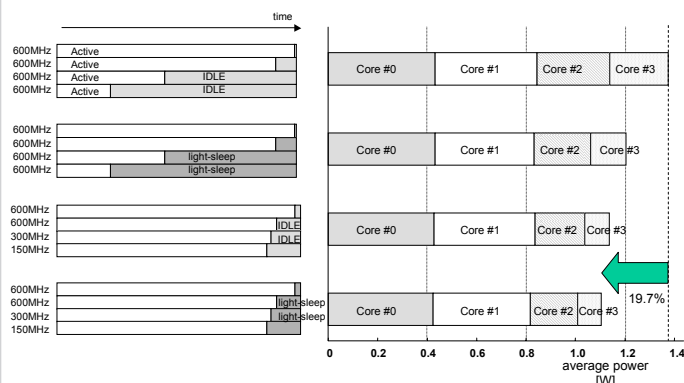 time
600MHz Active
600MHz Active
600MHz Active IDLE
600MHz Active IDLE
Core #0 Core #1 Core #2 Core #3
600MHz
600MHz
600MHz light-sleep
600MHz light-sleep
Core #0 Core #1 Core #2 Core #3
600MHz
600MHz IDLE
300MHz IDLE
150MHz
Core #0 Core #1 Core #2 Core #3
19.7%
600MHz
600MHz light-sleep
300MHz light-sleep
150MHz
Core #0 Core #1 Core #2 Core #3
0 0.2 0.4 0.6 0.8 1.0 1.2 1.4
average power
[W]